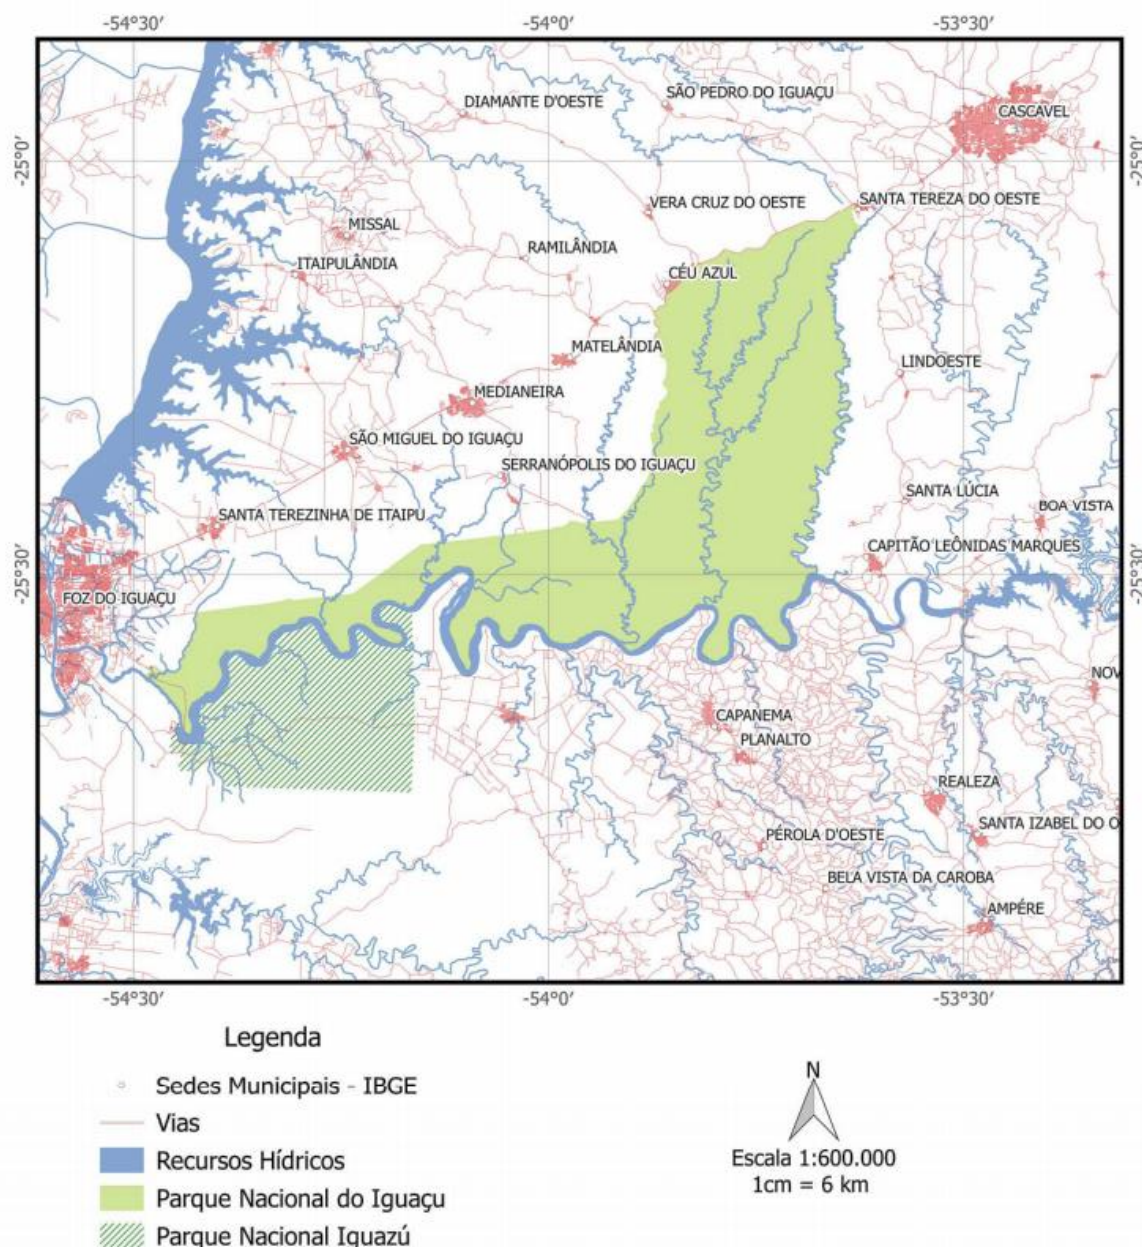 -54°30' -54°0' -53°30'
DIAMANTE D'OESTE
SÃO PEDRO DO IGUAÇU
CASCAVEL
-25°0' -25°0'
VERA CRUZ DO OESTE
SANTA TEREZA DO OESTE
MISSAL
RAMILÂNDIA
ITAIPULÂNDIA
CÉU AZUL
MATELÂNDIA
LINDOESTE
MEDIANEIRA
SÃO MIGUEL DO IGUAÇU
SERRANÓPOLIS DO IGUAÇU
SANTA LÚCIA
BOA VISTA
SANTA TEREZINHA DE ITAIPU
CAPITÃO LEÔNIDAS MARQUES
-25°30' -25°30'
FOZ DO IGUAÇU
NOV
CAPANEMA
PLANALTO
REALEZA
SANTA IZABEL DO O
PÉROLA D'OESTE
BELA VISTA DA CAROBA
AMPÉRE
-54°30' -54°0' -53°30'
Legenda
Sedes Municipais - IBGE
Vias
Recursos Hídricos
Parque Nacional do Iguaçu
Parque Nacional Iguazú
N
Escala 1:600.000
1cm = 6 km